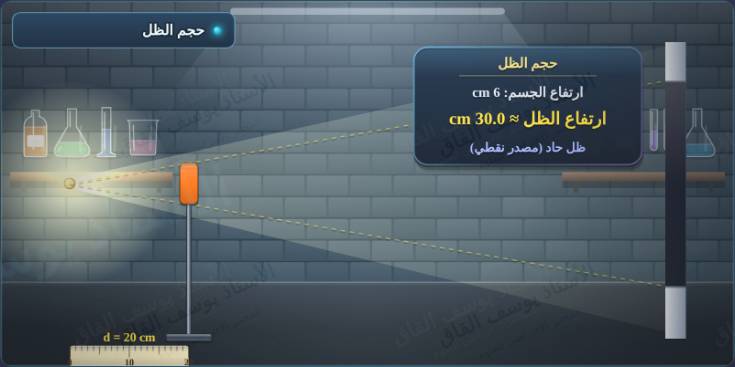 حجم الظل
حجم الظل
ارتفاع الجسم: 6 cm
ارتفاع الظل ≈ 30.0 cm
ظل حاد (مصدر نقطي)
d = 20 cm
10